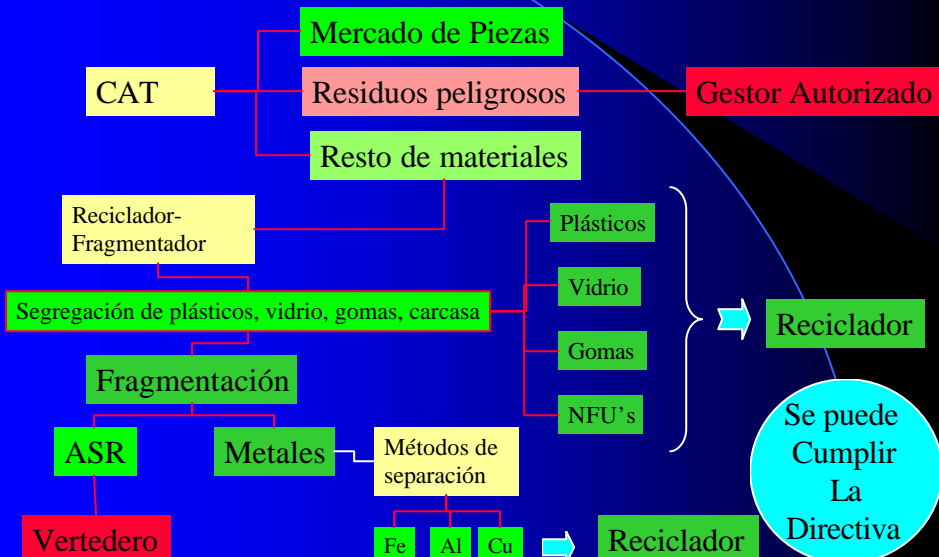 Mercado de Piezas
CAT
Residuos peligrosos
Gestor Autorizado
Resto de materiales
Reciclador-
Fragmentador
Plásticos
Segregación de plásticos, vidrio, gomas, carcasa
Vidrio
Gomas
NFU's
Reciclador
Fragmentación
ASR
Metales
Métodos de
separación
Se puede
Cumplir
La
Directiva
Vertedero
Fe
Al
Cu
Reciclador